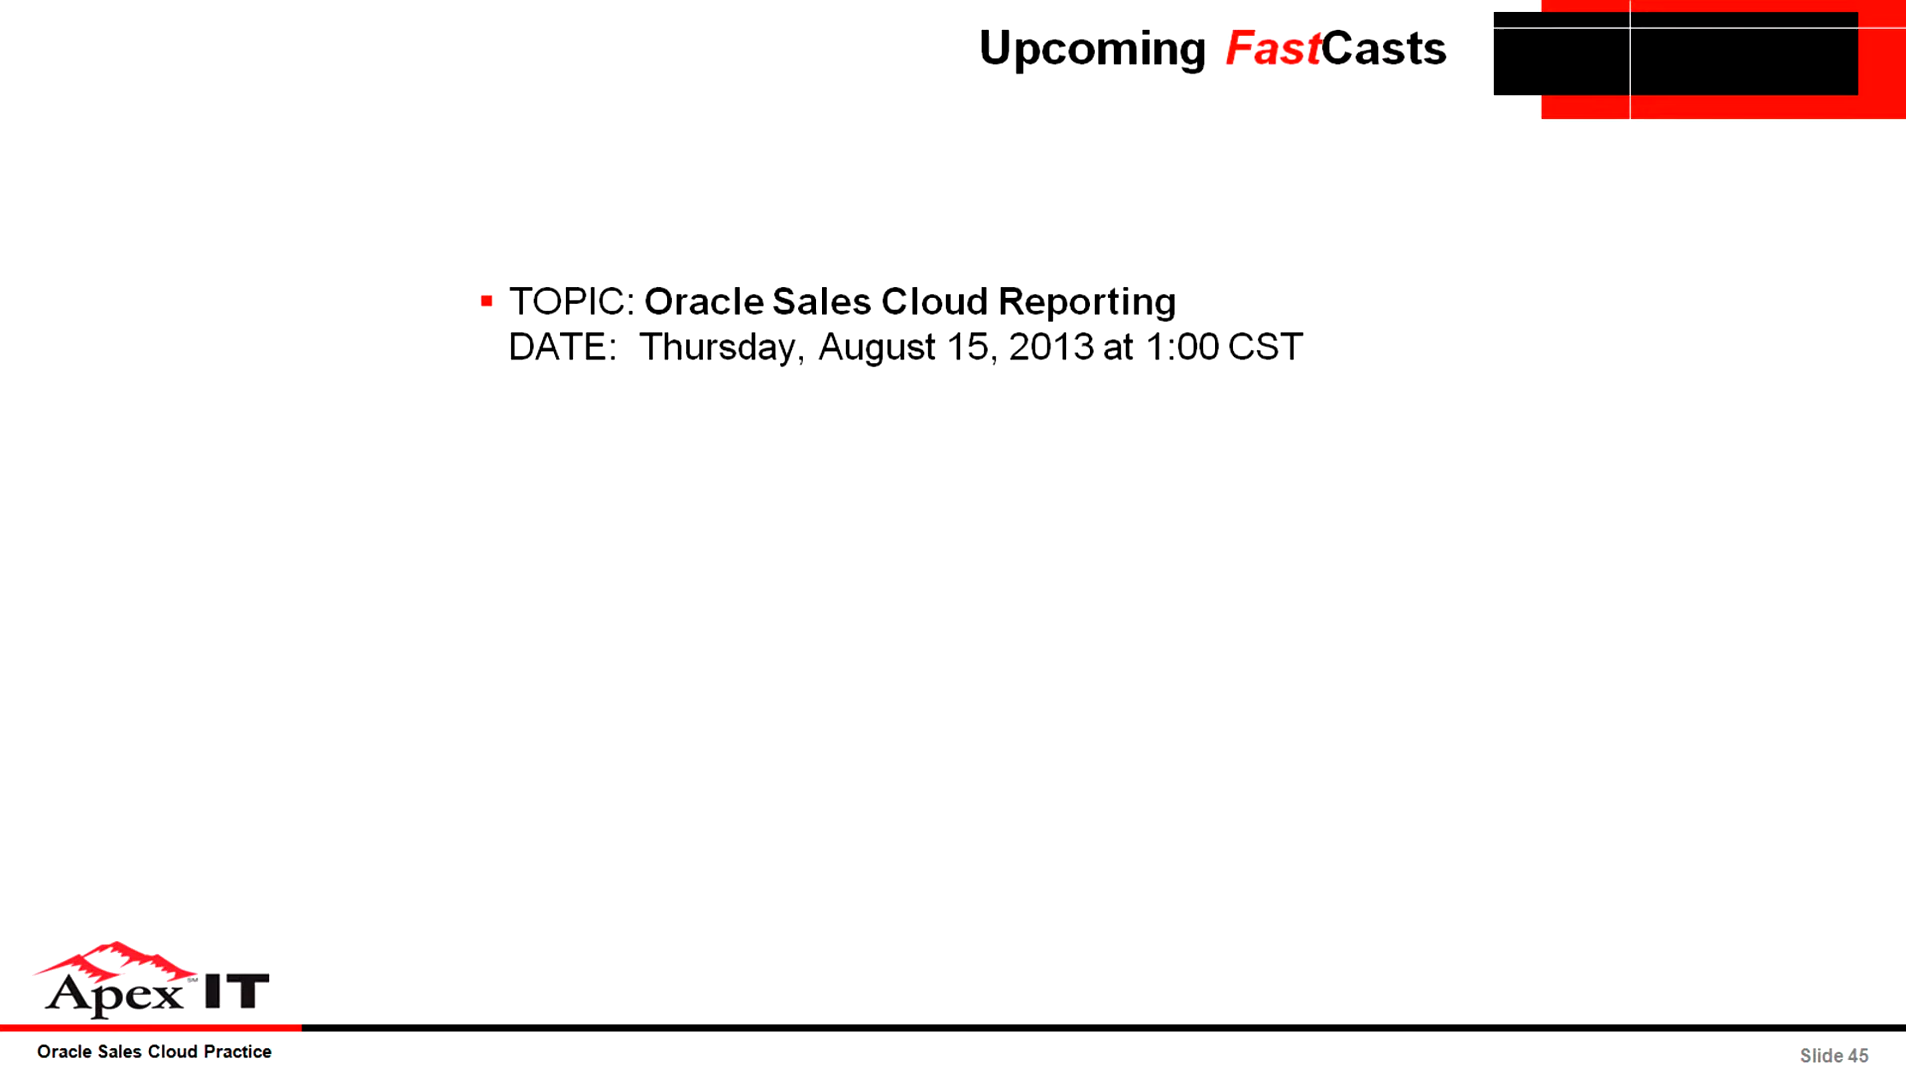 Upcoming FastCasts
▪ TOPIC: Oracle Sales Cloud Reporting
DATE: Thursday, August 15, 2013 at 1:00 CST
Apex℠ IT
Oracle Sales Cloud Practice
Slide 45